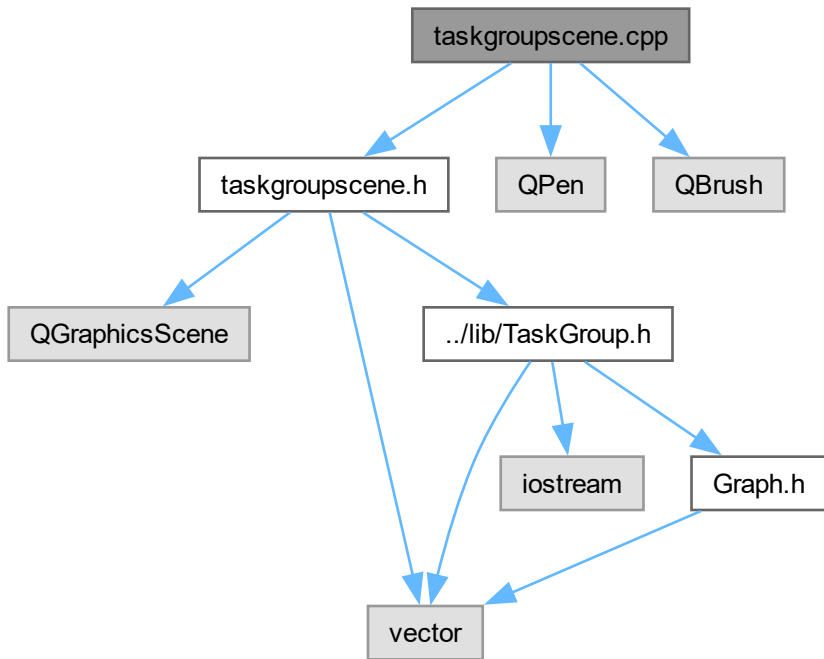 taskgroupscene.cpp
taskgroupscene.h
QPen
QBrush
QGraphicsScene
../lib/TaskGroup.h
iostream
Graph.h
vector